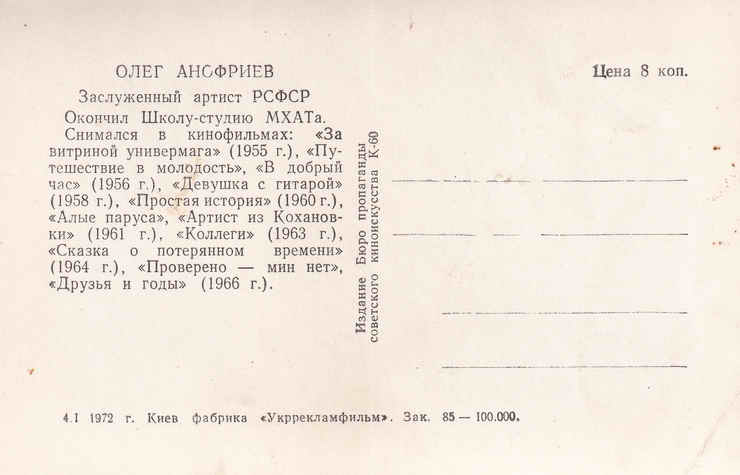 ОЛЕГ АНОФРИЕВ
Заслуженный артист РСФСР
Окончил Школу-студию МХАТа.
Снимался в кинофильмах: «За
витриной универмага» (1955 г.), «Пу-
тешествие в молодость», «В добрый
час» (1956 г.), «Девушка с гитарой»
(1958 г.), «Простая история» (1960 г.),
«Алые паруса», «Артист из Коханов-
ки» (1961 г.), «Коллеги» (1963 г.),
«Сказка о потерянном времени»
(1964 г.), «Проверено — мин нет»,
«Друзья и годы» (1966 г.).
Издание Бюро пропаганды
советского киноискусства К-60
Цена 8 коп.
4.I 1972 г. Киев фабрика «Укррекламфильм». Зак. 85 — 100.000.